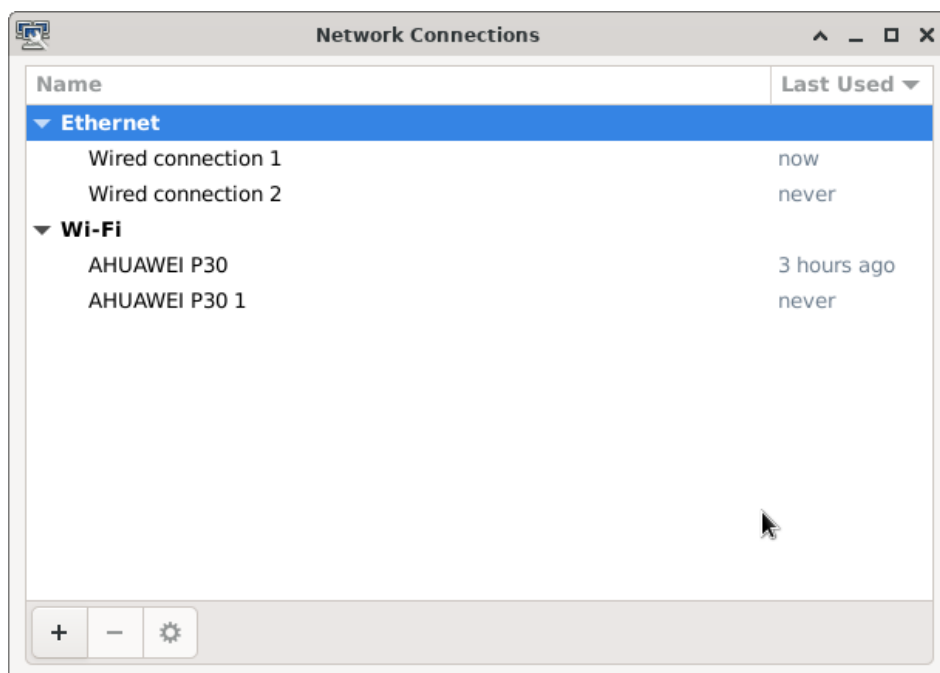 Network Connections
Name Last Used
Ethernet
Wired connection 1 now
Wired connection 2 never
Wi-Fi
AHUAWEI P30 3 hours ago
AHUAWEI P30 1 never